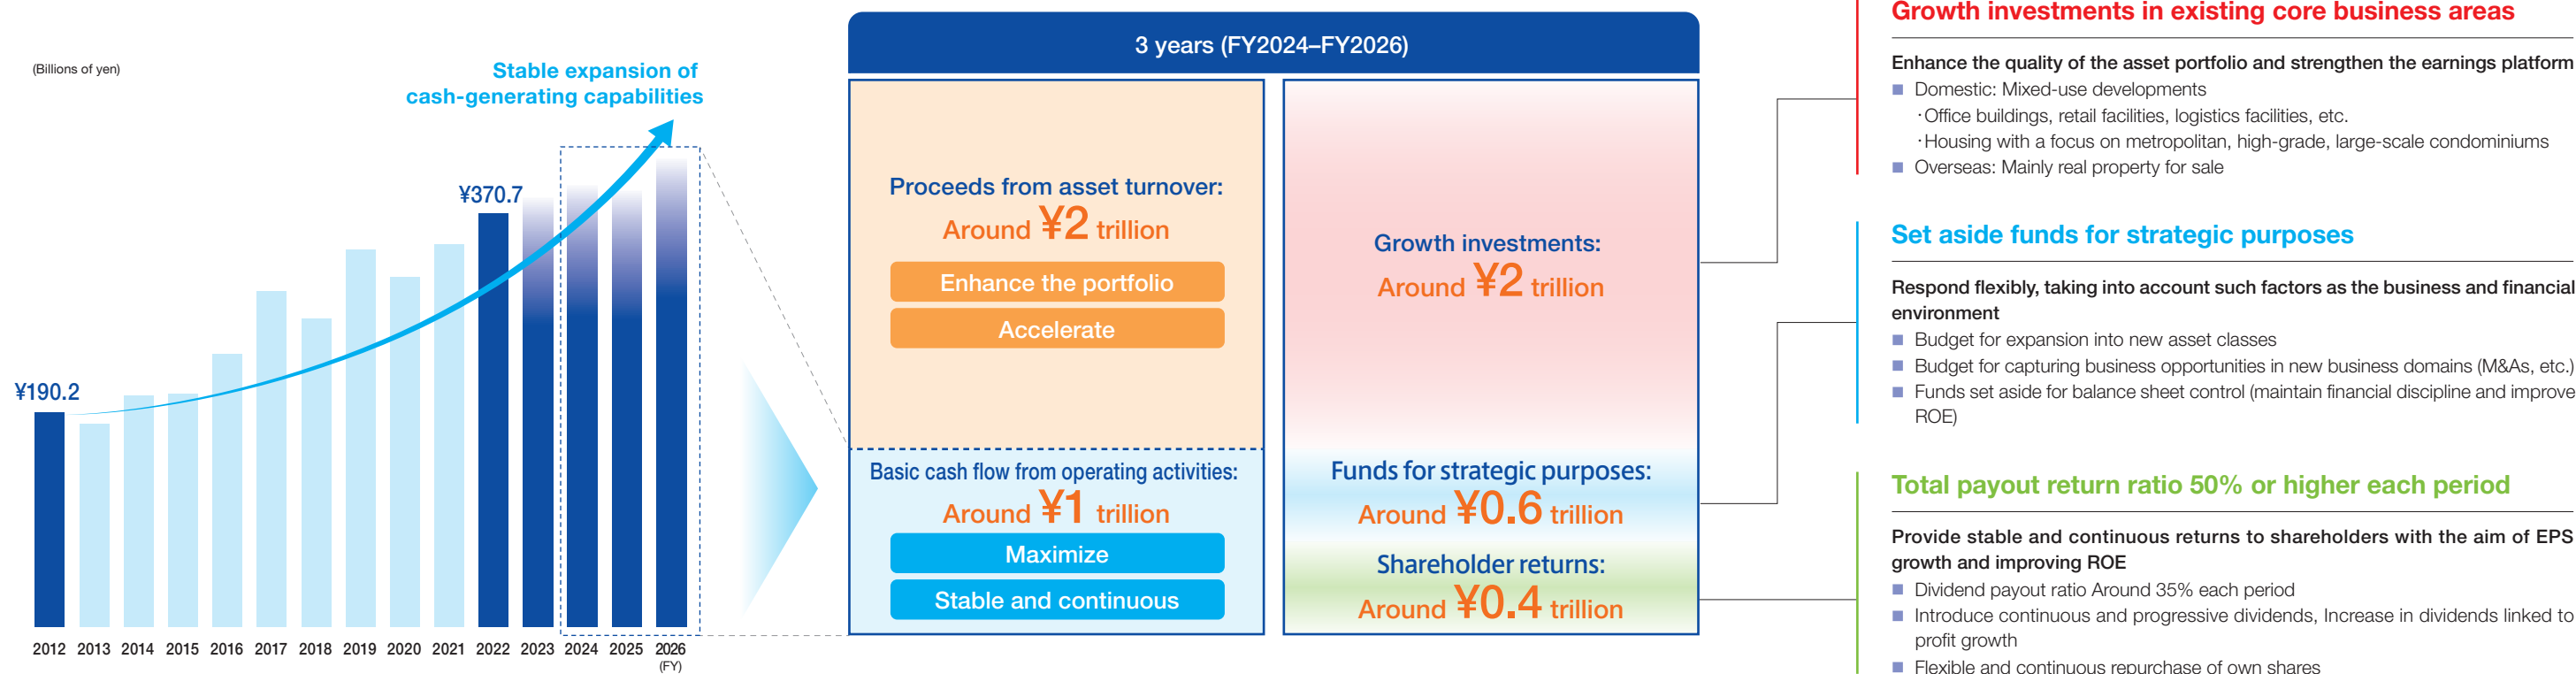 (Billions of yen)
Stable expansion of
cash-generating capabilities
¥190.2
¥370.7
2012 2013 2014 2015 2016 2017 2018 2019 2020 2021 2022 2023 2024 2025 2026
(FY)
3 years (FY2024–FY2026)
Proceeds from asset turnover:
Around ¥2 trillion
Enhance the portfolio
Accelerate
Basic cash flow from operating activities:
Around ¥1 trillion
Maximize
Stable and continuous
Growth investments:
Around ¥2 trillion
Funds for strategic purposes:
Around ¥0.6 trillion
Shareholder returns:
Around ¥0.4 trillion
Growth investments in existing core business areas
Enhance the quality of the asset portfolio and strengthen the earnings platform
■ Domestic: Mixed-use developments
・Office buildings, retail facilities, logistics facilities, etc.
・Housing with a focus on metropolitan, high-grade, large-scale condominiums
■ Overseas: Mainly real property for sale
Set aside funds for strategic purposes
Respond flexibly, taking into account such factors as the business and financial
environment
■ Budget for expansion into new asset classes
■ Budget for capturing business opportunities in new business domains (M&As, etc.)
■ Funds set aside for balance sheet control (maintain financial discipline and improve
ROE)
Total payout return ratio 50% or higher each period
Provide stable and continuous returns to shareholders with the aim of EPS
growth and improving ROE
■ Dividend payout ratio Around 35% each period
■ Introduce continuous and progressive dividends, Increase in dividends linked to
profit growth
■ Flexible and continuous repurchase of own shares